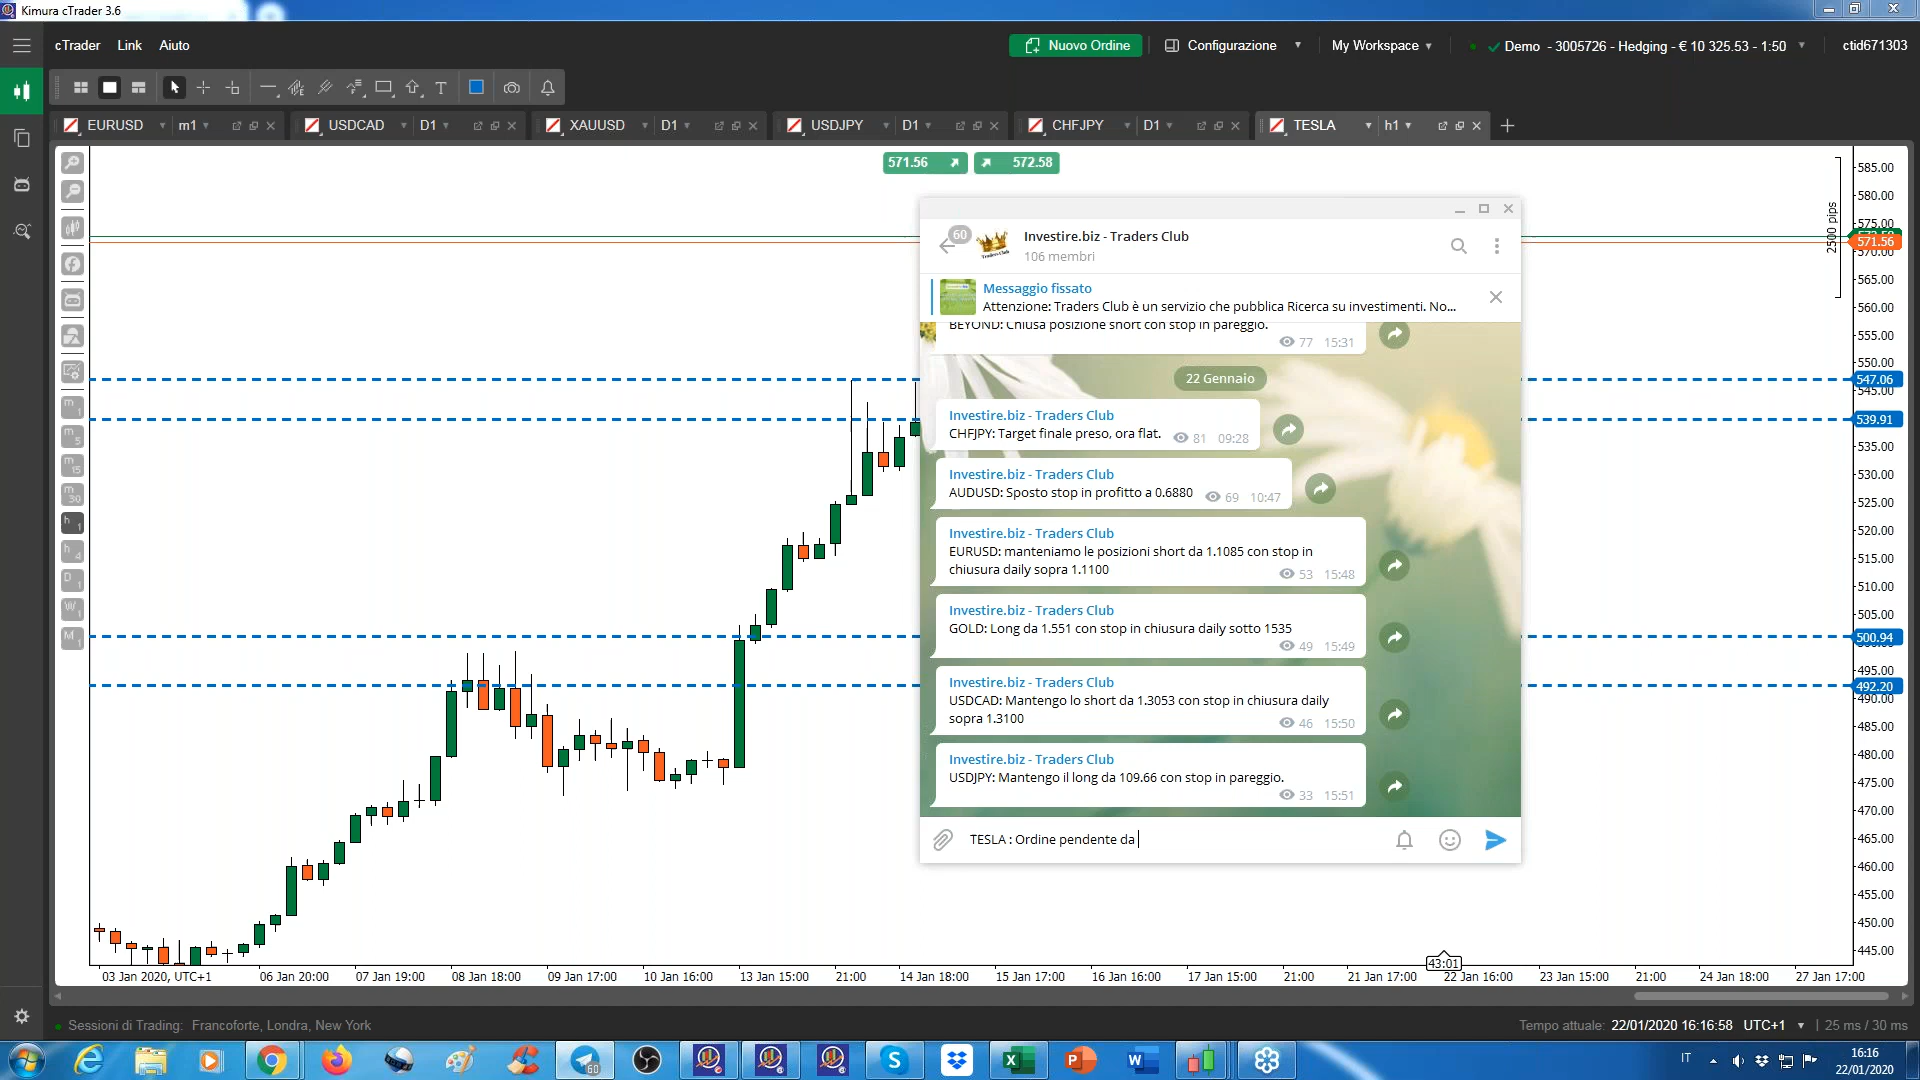 Kimura cTrader 3.6
cTrader Link Aiuto
Nuovo Ordine
Configurazione
My Workspace
Demo - 3005726 - Hedging - € 10 325.53 - 1:50
ctid671303
EURUSD m1
USDCAD D1
XAUUSD D1
USDJPY D1
CHFJPY D1
TESLA h1
571.56
572.58
585.00
580.00
575.00
571.56
570.00
565.00
560.00
555.00
550.00
547.06
545.00
539.91
535.00
530.00
525.00
520.00
515.00
510.00
505.00
500.94
495.00
492.20
490.00
485.00
480.00
475.00
470.00
465.00
460.00
455.00
450.00
445.00
2500 pips
m 1
m 5
m 15
m 30
h 1
h 4
D 1
W 1
M 1
60
Investire.biz - Traders Club
106 membri
Messaggio fissato
Attenzione: Traders Club è un servizio che pubblica Ricerca su investimenti. No...
BEYOND: Chiusa posizione short con stop in pareggio.
77 15:31
22 Gennaio
Investire.biz - Traders Club
CHFJPY: Target finale preso, ora flat. 81 09:28
Investire.biz - Traders Club
AUDUSD: Sposto stop in profitto a 0.6880 69 10:47
Investire.biz - Traders Club
EURUSD: manteniamo le posizioni short da 1.1085 con stop in
chiusura daily sopra 1.1100
53 15:48
Investire.biz - Traders Club
GOLD: Long da 1.551 con stop in chiusura daily sotto 1535
49 15:49
Investire.biz - Traders Club
USDCAD: Mantengo lo short da 1.3053 con stop in chiusura daily
sopra 1.3100
46 15:50
Investire.biz - Traders Club
USDJPY: Mantengo il long da 109.66 con stop in pareggio.
33 15:51
TESLA : Ordine pendente da
43:01
03 Jan 2020, UTC+1
06 Jan 20:00
07 Jan 19:00
08 Jan 18:00
09 Jan 17:00
10 Jan 16:00
13 Jan 15:00
21:00
14 Jan 18:00
15 Jan 17:00
16 Jan 16:00
17 Jan 15:00
21:00
21 Jan 17:00
22 Jan 16:00
23 Jan 15:00
21:00
24 Jan 18:00
27 Jan 17:00
Sessioni di Trading: Francoforte, Londra, New York
Tempo attuale: 22/01/2020 16:16:58 UTC+1
25 ms / 30 ms
60
IT
16:16
22/01/2020